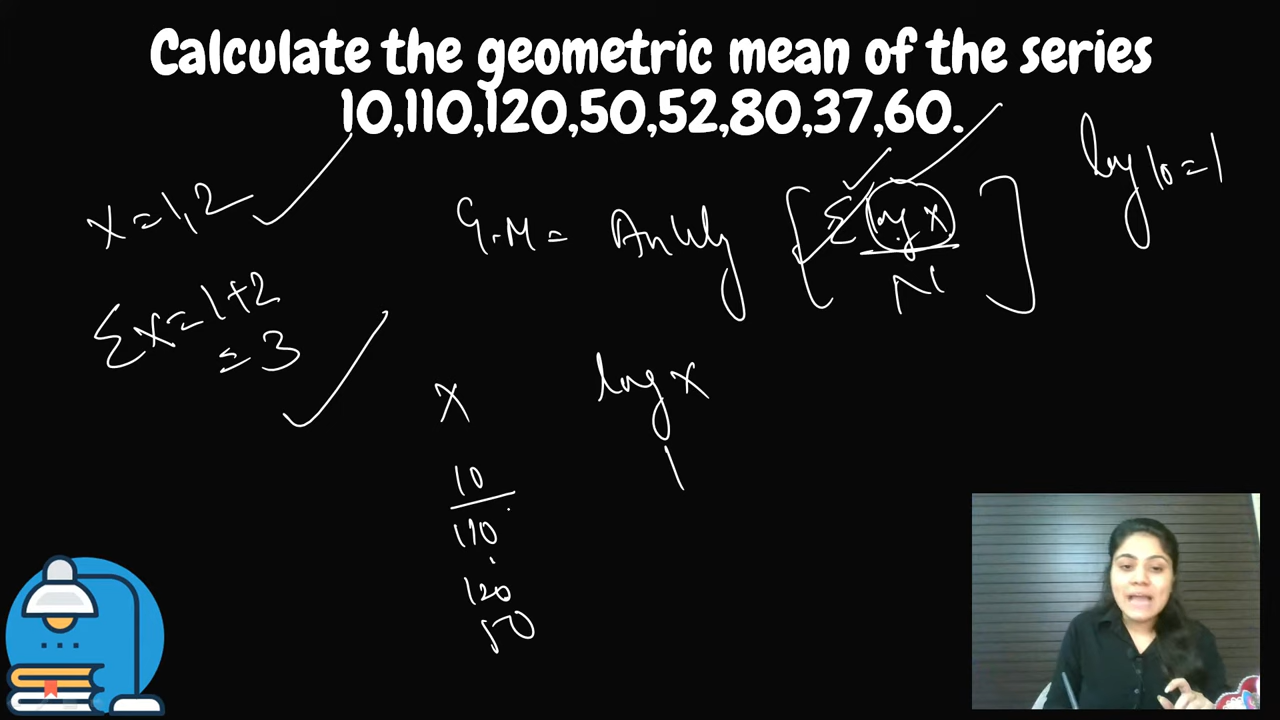 Calculate the geometric mean of the series
10,110,120,50,52,80,37,60.
x=1,2
Σx=1+2
=3
G.M= Antilog [Σ log x / N]
log 10=1
x log x
10 1
110
120
50